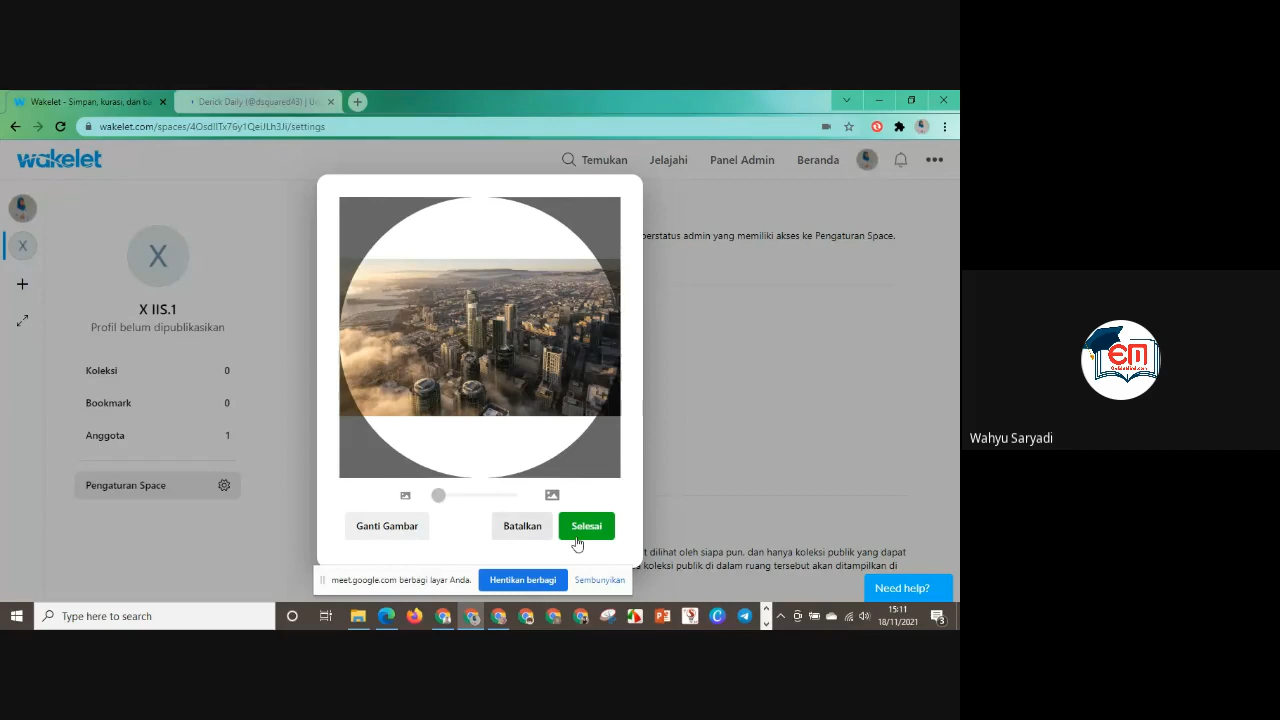 Wakelet - Simpan, kurasi, dan ba
Derick Daily (@dsquared43) | Un
wakelet.com/spaces/4OsdIITx76y1QeiJLh3Ji/settings
wakelet
Temukan
Jelajahi
Panel Admin
Beranda
X
X
X IIS.1
Profil belum dipublikasikan
Koleksi 0
Bookmark 0
Anggota 1
Pengaturan Space
berstatus admin yang memiliki akses ke Pengaturan Space.
Ganti Gambar
Batalkan
Selesai
t dilihat oleh siapa pun, dan hanya koleksi publik yang dapat
a koleksi publik di dalam ruang tersebut akan ditampilkan di
meet.google.com berbagi layar Anda.
Hentikan berbagi
Sembunyikan
Need help?
Type here to search
15:11
18/11/2021
3
EM
Wahyu Saryadi